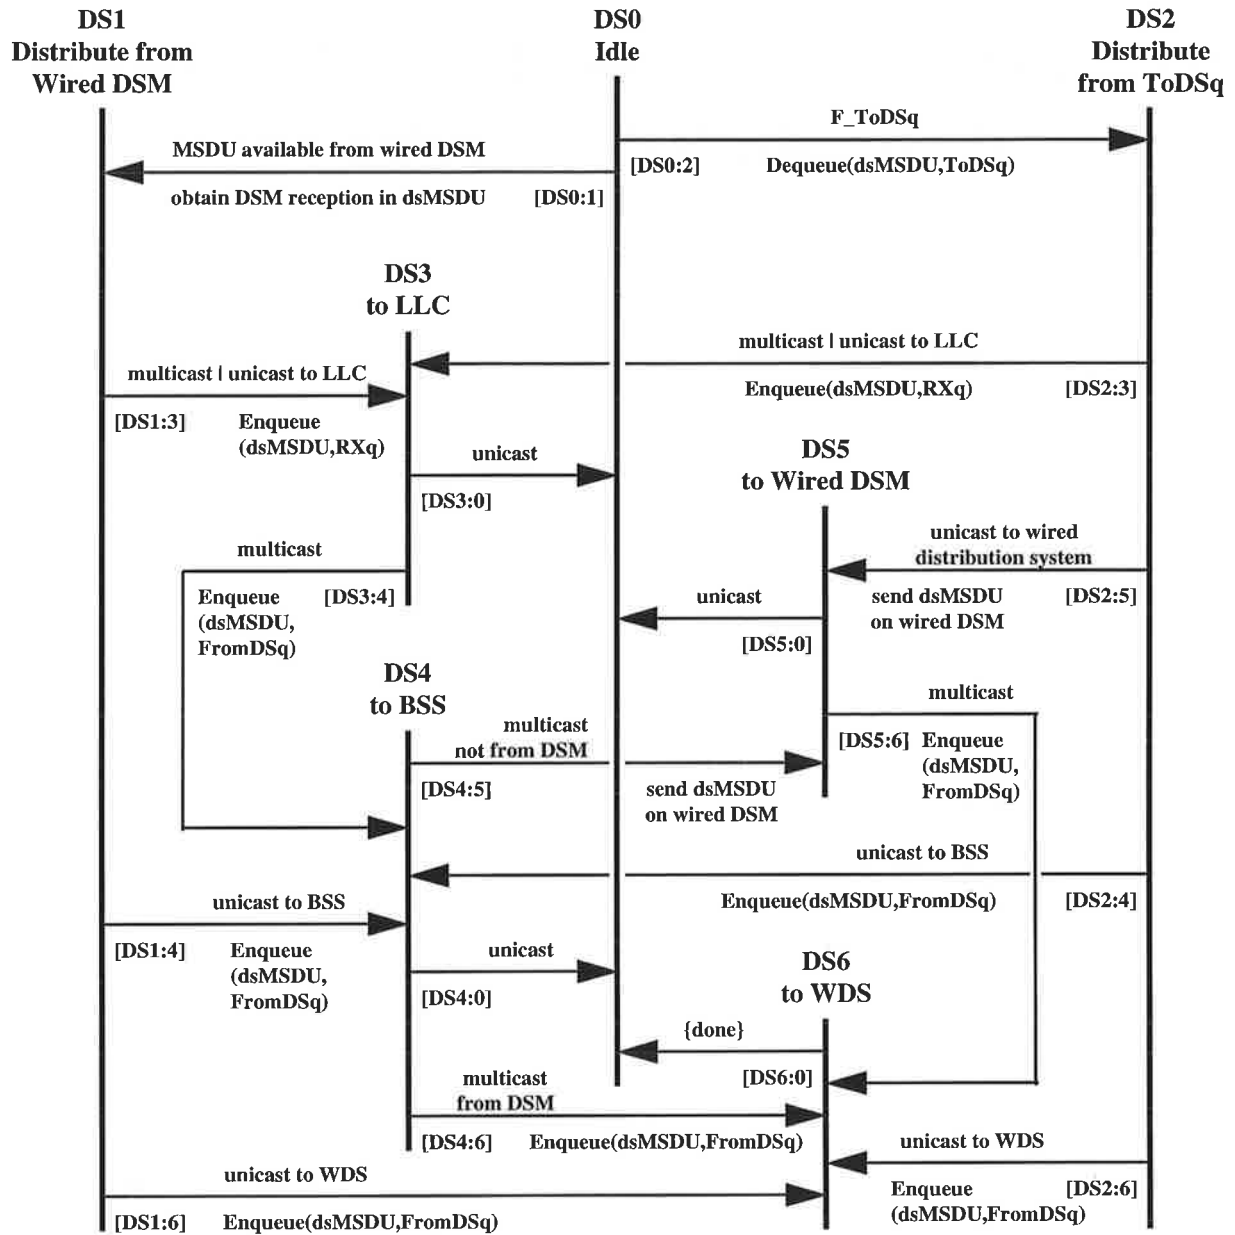 DS1
Distribute from
Wired DSM
DS0
Idle
DS2
Distribute
from ToDSq
F_ToDSq
[DS0:2]
Dequeue(dsMSDU,ToDSq)
MSDU available from wired DSM
obtain DSM reception in dsMSDU
[DS0:1]
DS3
to LLC
multicast | unicast to LLC
Enqueue(dsMSDU,RXq)
[DS2:3]
multicast | unicast to LLC
[DS1:3]
Enqueue
(dsMSDU,RXq)
unicast
[DS3:0]
DS5
to Wired DSM
unicast to wired
distribution system
send dsMSDU
on wired DSM
[DS2:5]
multicast
Enqueue
(dsMSDU,
FromDSq)
[DS3:4]
unicast
[DS5:0]
DS4
to BSS
multicast
[DS5:6]
Enqueue
(dsMSDU,
FromDSq)
multicast
not from DSM
[DS4:5]
send dsMSDU
on wired DSM
unicast to BSS
Enqueue(dsMSDU,FromDSq)
[DS2:4]
unicast to BSS
[DS1:4]
Enqueue
(dsMSDU,
FromDSq)
unicast
[DS4:0]
DS6
to WDS
{done}
[DS6:0]
multicast
from DSM
[DS4:6]
Enqueue(dsMSDU,FromDSq)
unicast to WDS
Enqueue
(dsMSDU,FromDSq)
[DS2:6]
unicast to WDS
[DS1:6]
Enqueue(dsMSDU,FromDSq)